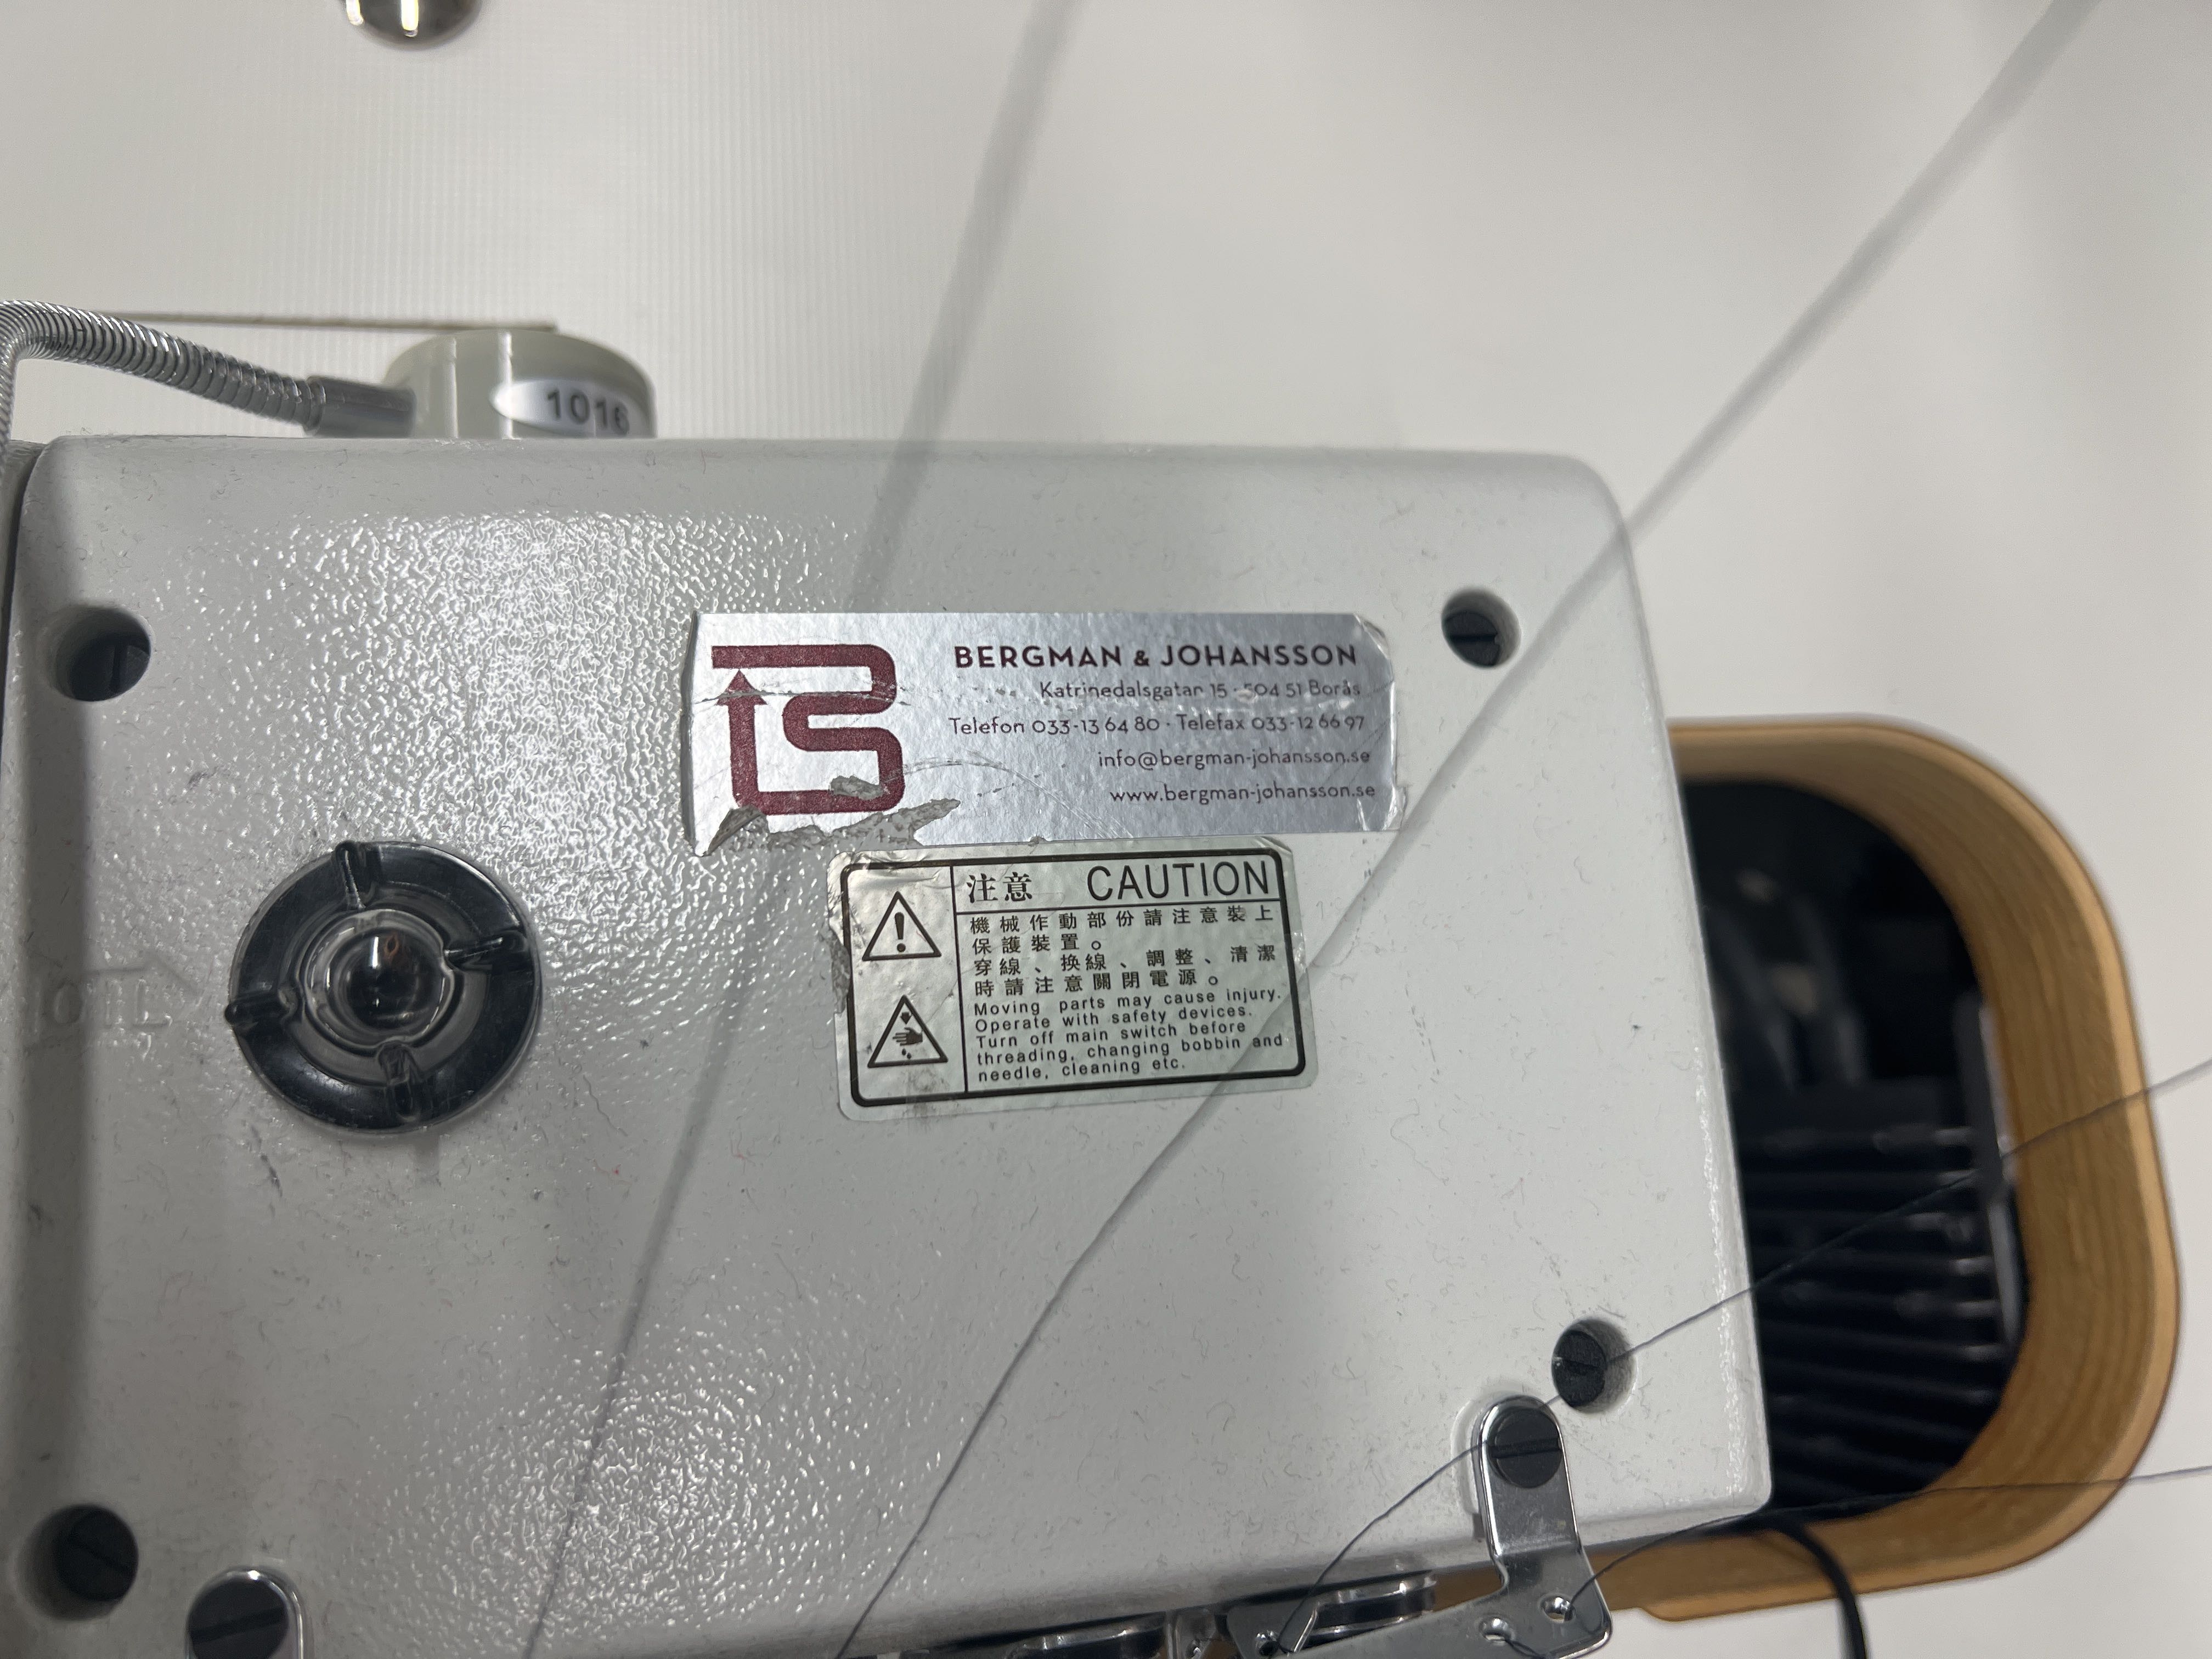 1016
BERGMAN & JOHANSSON
Katrinedalsgatan 15 · 504 51 Borås
Telefon 033-13 64 80 · Telefax 033-12 66 97
info@bergman-johansson.se
www.bergman-johansson.se
注意 CAUTION
機械作動部份請注意裝上
保護裝置。
穿線、換線、調整、清潔
時請注意關閉電源。
Moving parts may cause injury.
Operate with safety devices.
Turn off main switch before
threading, changing bobbin and
needle, cleaning etc.
OIL